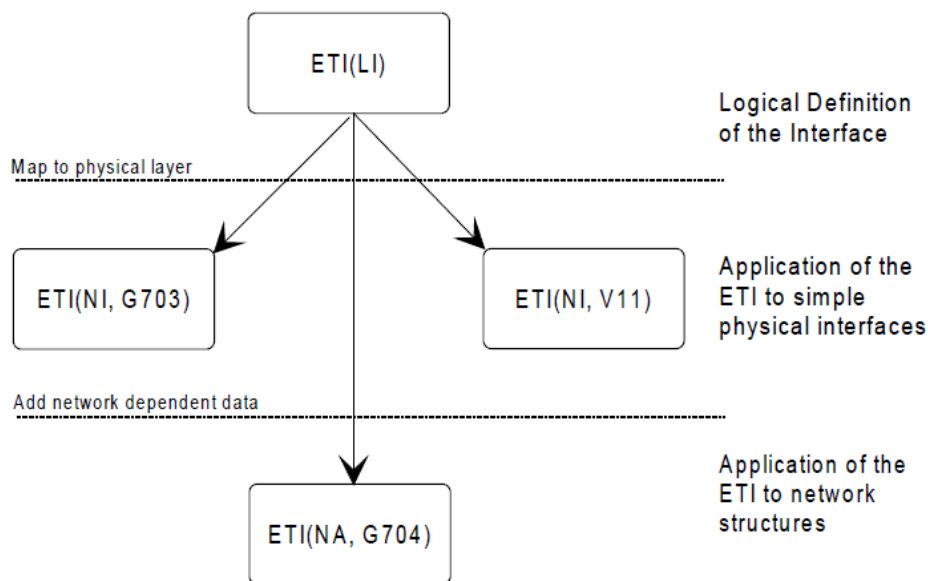 ETI(LI)
Logical Definition
of the Interface
Map to physical layer
ETI(NI, G703)
ETI(NI, V11)
Application of the
ETI to simple
physical interfaces
Add network dependent data
Application of the
ETI to network
structures
ETI(NA, G704)